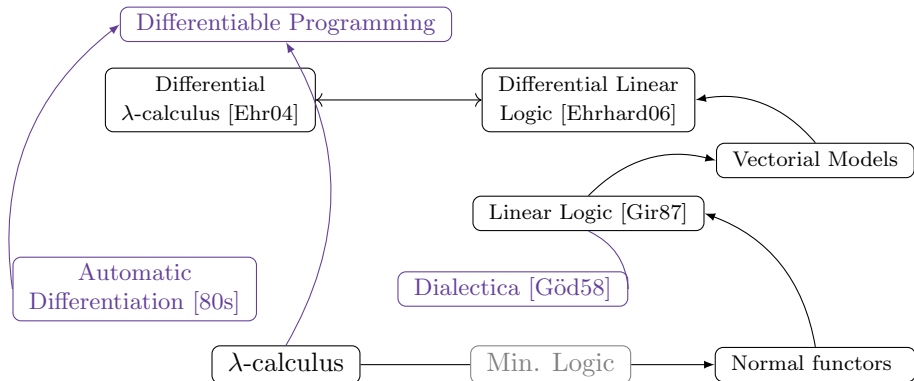 Differentiable Programming
Differential
λ-calculus [Ehr04]
Differential Linear
Logic [Ehrhard06]
Vectorial Models
Linear Logic [Gir87]
Automatic
Differentiation [80s]
Dialectica [Göd58]
λ-calculus
Min. Logic
Normal functors